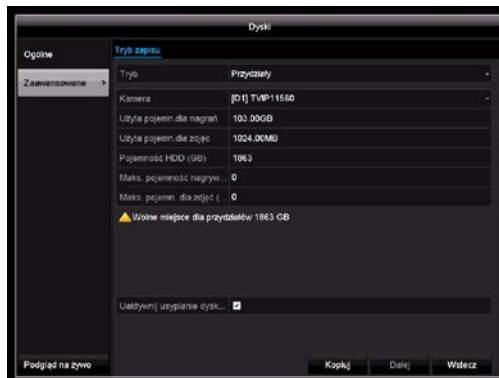 Dyski
Ogólne
Zaawansowane
Tryb zapisu
Tryb Przydziały
Kamera [D1] TVIP11560
Użyta pojemn.dla nagrań 103.00GB
Użyta pojemn.dla zdjęć 1024.00MB
Pojemność HDD (GB) 1863
Maks. pojemność nagryw... 0
Maks. pojemn. dla zdjęć (... 0
Wolne miejsce dla przydziałów 1863 GB
Uaktywnij usypianie dysk...
Podgląd na żywo
Kopiuj Dalej Wstecz